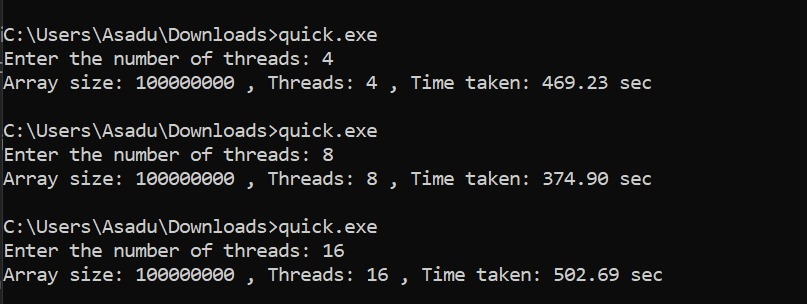 C:\Users\Asadu\Downloads>quick.exe
Enter the number of threads: 4
Array size: 100000000 , Threads: 4 , Time taken: 469.23 sec
C:\Users\Asadu\Downloads>quick.exe
Enter the number of threads: 8
Array size: 100000000 , Threads: 8 , Time taken: 374.90 sec
C:\Users\Asadu\Downloads>quick.exe
Enter the number of threads: 16
Array size: 100000000 , Threads: 16 , Time taken: 502.69 sec